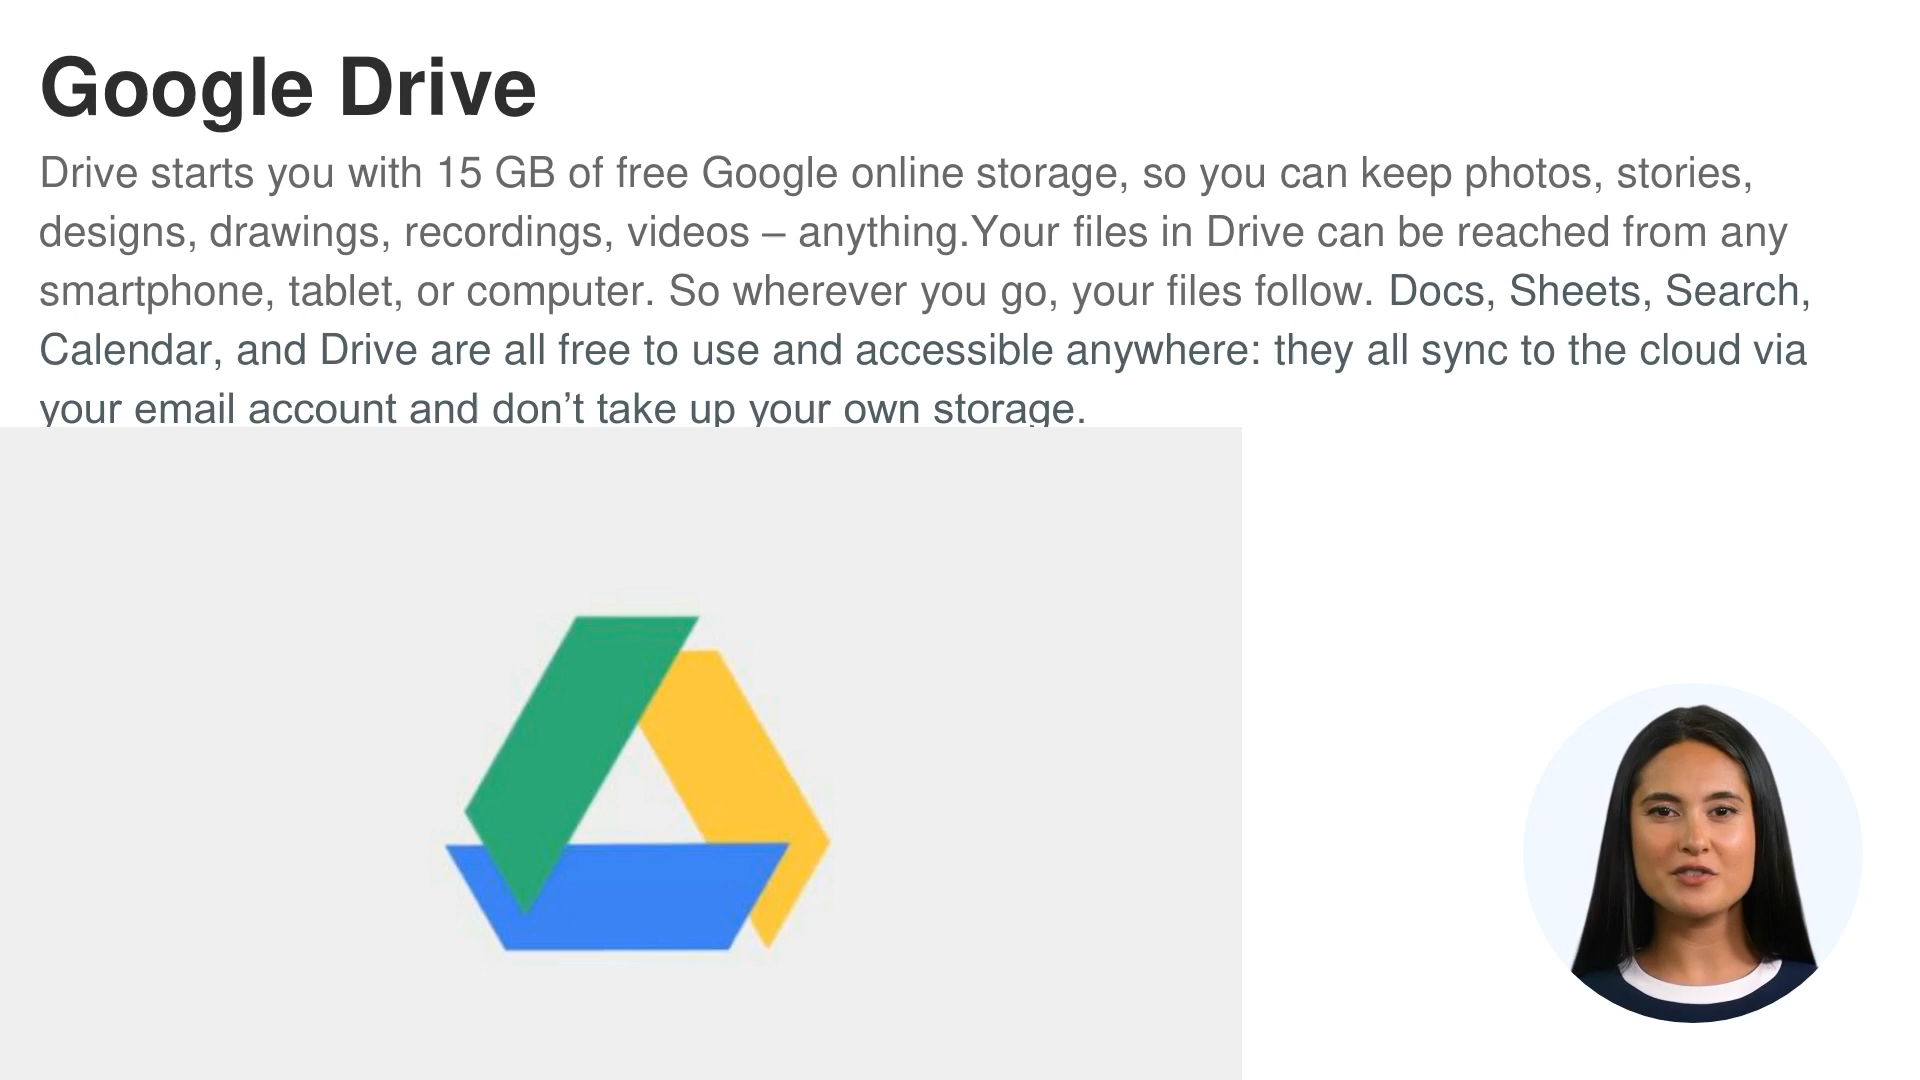 Google Drive
Drive starts you with 15 GB of free Google online storage, so you can keep photos, stories,
designs, drawings, recordings, videos – anything.Your files in Drive can be reached from any
smartphone, tablet, or computer. So wherever you go, your files follow. Docs, Sheets, Search,
Calendar, and Drive are all free to use and accessible anywhere: they all sync to the cloud via
your email account and don’t take up your own storage.